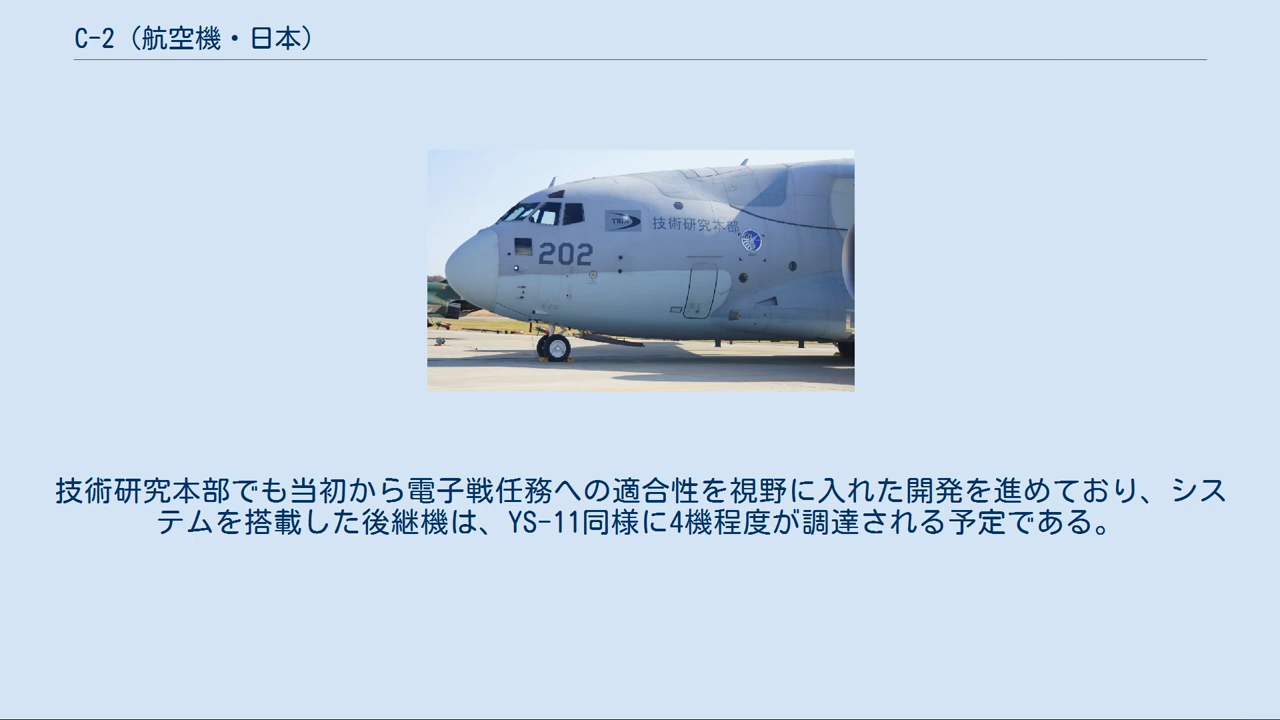 C-2（航空機・日本）
TRDI
技術研究本部
202
技術研究本部でも当初から電子戦任務への適合性を視野に入れた開発を進めており、シス
テムを搭載した後継機は、YS-11同様に4機程度が調達される予定である。